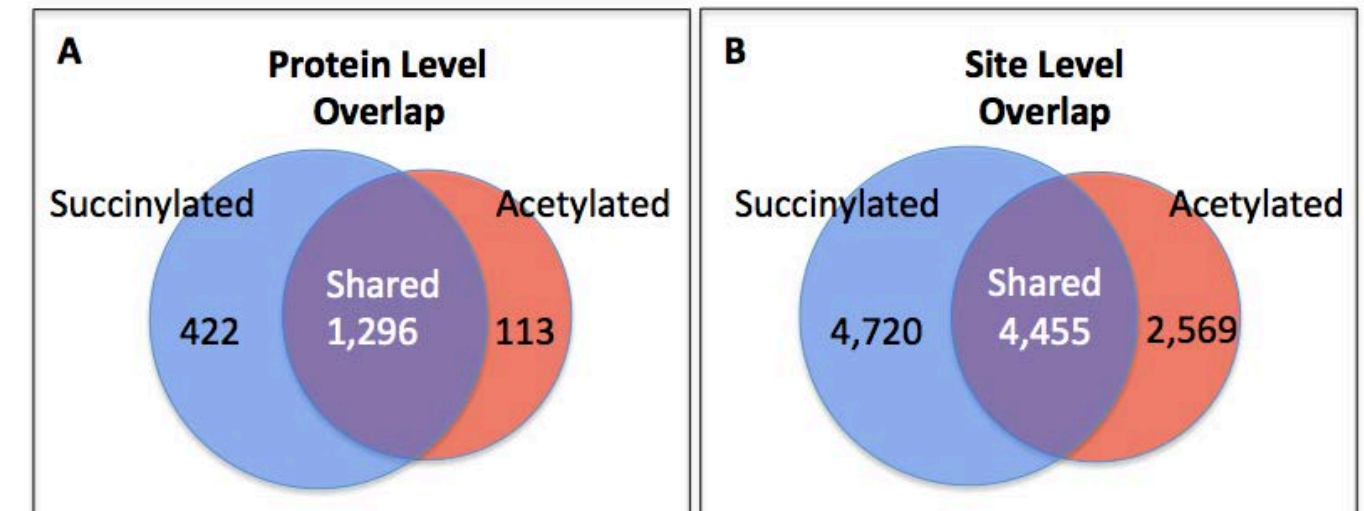 A
Protein Level
Overlap
Succinylated
Acetylated
Shared
422
1,296
113
B
Site Level
Overlap
Succinylated
Acetylated
Shared
4,720
4,455
2,569